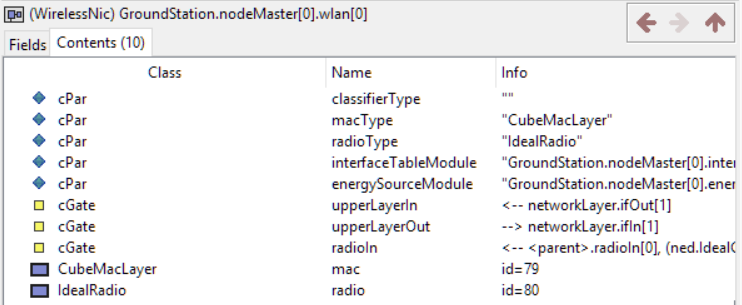 (WirelessNic) GroundStation.nodeMaster[0].wlan[0]
Fields Contents (10)
Class Name Info
cPar classifierType ""
cPar macType "CubeMacLayer"
cPar radioType "IdealRadio"
cPar interfaceTableModule "GroundStation.nodeMaster[0].inter
cPar energySourceModule "GroundStation.nodeMaster[0].ener
cGate upperLayerIn <-- networkLayer.ifOut[1]
cGate upperLayerOut --> networkLayer.ifIn[1]
cGate radioIn <-- <parent>.radioIn[0], (ned.IdealC
CubeMacLayer mac id=79
IdealRadio radio id=80